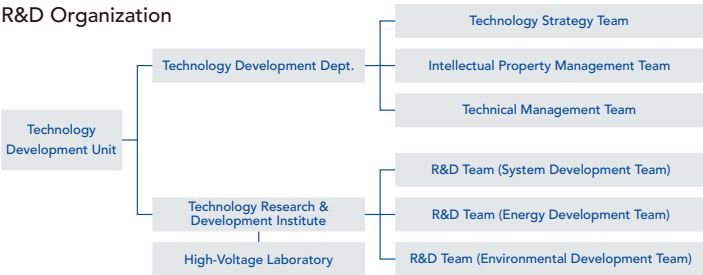 R&D Organization
Technology
Development Unit
Technology Development Dept.
Technology Strategy Team
Intellectual Property Management Team
Technical Management Team
Technology Research &
Development Institute
High-Voltage Laboratory
R&D Team (System Development Team)
R&D Team (Energy Development Team)
R&D Team (Environmental Development Team)